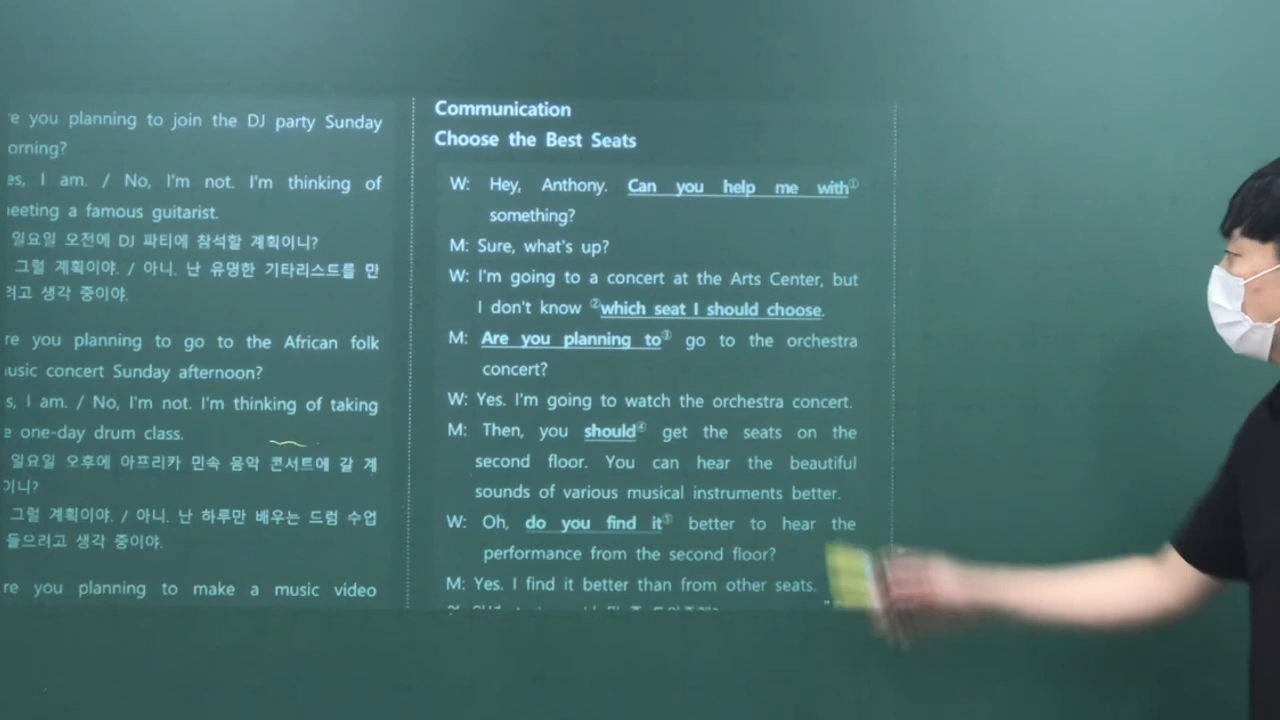 you planning to join the DJ party Sunday
I am. / No, I'm not. I'm thinking of
a famous guitarist.
일요일 오전에 DJ 파티에 참석할 계획이니?
그럴 계획이야. / 아니. 난 유명한 기타리스트를 만
려고 생각 중이야.
you planning to go to the African folk
concert Sunday afternoon?
I am. / No, I'm not. I'm thinking of taking
one-day drum class.
일요일 오후에 아프리카 민속 음악 콘서트에 갈 계
이니?
그럴 계획이야. / 아니. 난 하루만 배우는 드럼 수업
들으려고 생각 중이야.
you planning to make a music video
Communication
Choose the Best Seats
W: Hey, Anthony. Can you help me with①
something?
M: Sure, what's up?
W: I'm going to a concert at the Arts Center, but
I don't know ②which seat I should choose.
M: Are you planning to③ go to the orchestra
concert?
W: Yes. I'm going to watch the orchestra concert.
M: Then, you should④ get the seats on the
second floor. You can hear the beautiful
sounds of various musical instruments better.
W: Oh, do you find it⑤ better to hear the
performance from the second floor?
M: Yes. I find it better than from other seats.